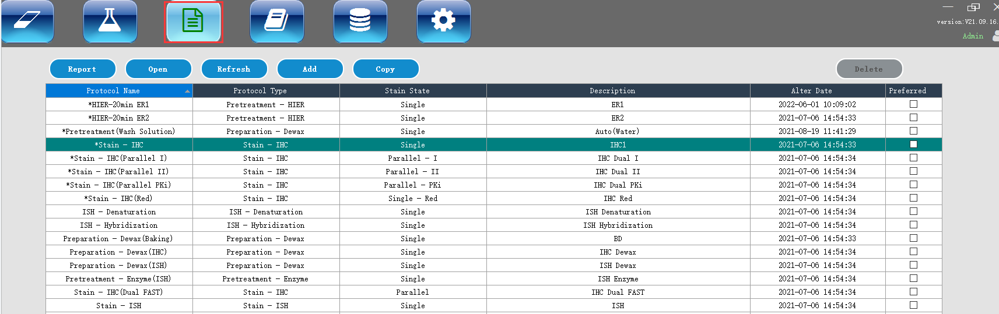 version:V21.09.16.
Admin
Report Open Refresh Add Copy Delete
Protocol Name Protocol Type Stain State Description Alter Date Preferred
*HIER-20min ER1 Pretreatment - HIER Single ER1 2022-06-01 10:09:02
*HIER-20min ER2 Pretreatment - HIER Single ER2 2021-07-06 14:54:33
*Pretreatment(Wash Solution) Preparation - Dewax Single Auto(Water) 2021-08-19 11:41:29
*Stain - IHC Stain - IHC Single IHC1 2021-07-06 14:54:33
*Stain - IHC(Parallel I) Stain - IHC Parallel - I IHC Dual I 2021-07-06 14:54:34
*Stain - IHC(Parallel II) Stain - IHC Parallel - II IHC Dual II 2021-07-06 14:54:34
*Stain - IHC(Parallel PKi) Stain - IHC Parallel - PKi IHC Dual PKi 2021-07-06 14:54:34
*Stain - IHC(Red) Stain - IHC Single - Red IHC Red 2021-07-06 14:54:34
ISH - Denaturation ISH - Denaturation Single ISH Denaturation 2021-07-06 14:54:34
ISH - Hybridization ISH - Hybridization Single ISH Hybridization 2021-07-06 14:54:34
Preparation - Dewax(Baking) Preparation - Dewax Single BD 2021-07-06 14:54:33
Preparation - Dewax(IHC) Preparation - Dewax Single IHC Dewax 2021-07-06 14:54:34
Preparation - Dewax(ISH) Preparation - Dewax Single ISH Dewax 2021-07-06 14:54:34
Pretreatment - Enzyme(ISH) Pretreatment - Enzyme Single ISH Enzyme 2021-07-06 14:54:34
Stain - IHC(Dual FAST) Stain - IHC Parallel IHC Dual FAST 2021-07-06 14:54:34
Stain - ISH Stain - ISH Single ISH 2021-07-06 14:54:34